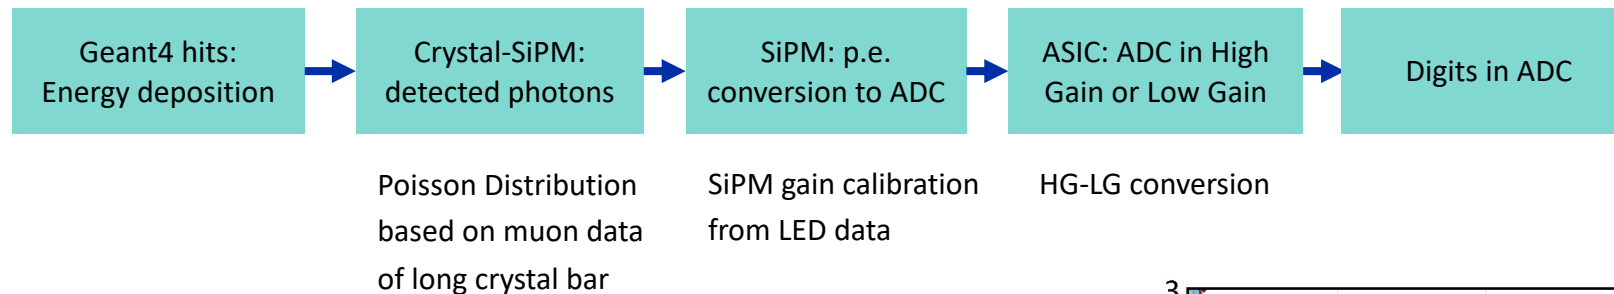 Geant4 hits:
Energy deposition
Crystal-SiPM:
detected photons
SiPM: p.e.
conversion to ADC
ASIC: ADC in High
Gain or Low Gain
Digits in ADC
Poisson Distribution
based on muon data
of long crystal bar
SiPM gain calibration
from LED data
HG-LG conversion
3